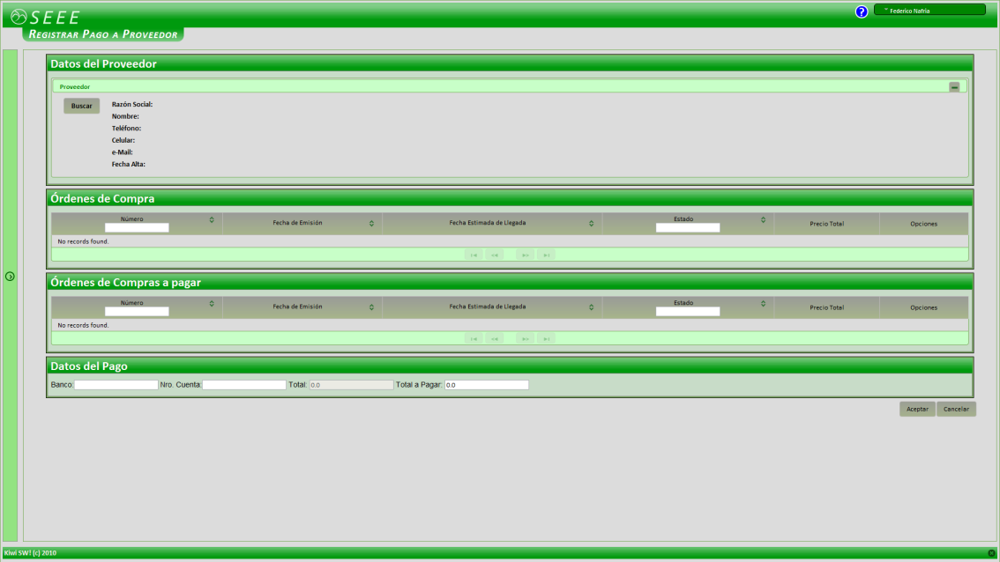 SEEE
? Federico Nafria
Registrar Pago a Proveedor
Datos del Proveedor
Proveedor
Buscar
Razón Social:
Nombre:
Teléfono:
Celular:
e-Mail:
Fecha Alta:
Órdenes de Compra
Número Fecha de Emisión Fecha Estimada de Llegada Estado Precio Total Opciones
No records found.
Órdenes de Compras a pagar
Número Fecha de Emisión Fecha Estimada de Llegada Estado Precio Total Opciones
No records found.
Datos del Pago
Banco: Nro. Cuenta: Total: 0.0 Total a Pagar: 0.0
Aceptar Cancelar
Kiwi SW! (c) 2010